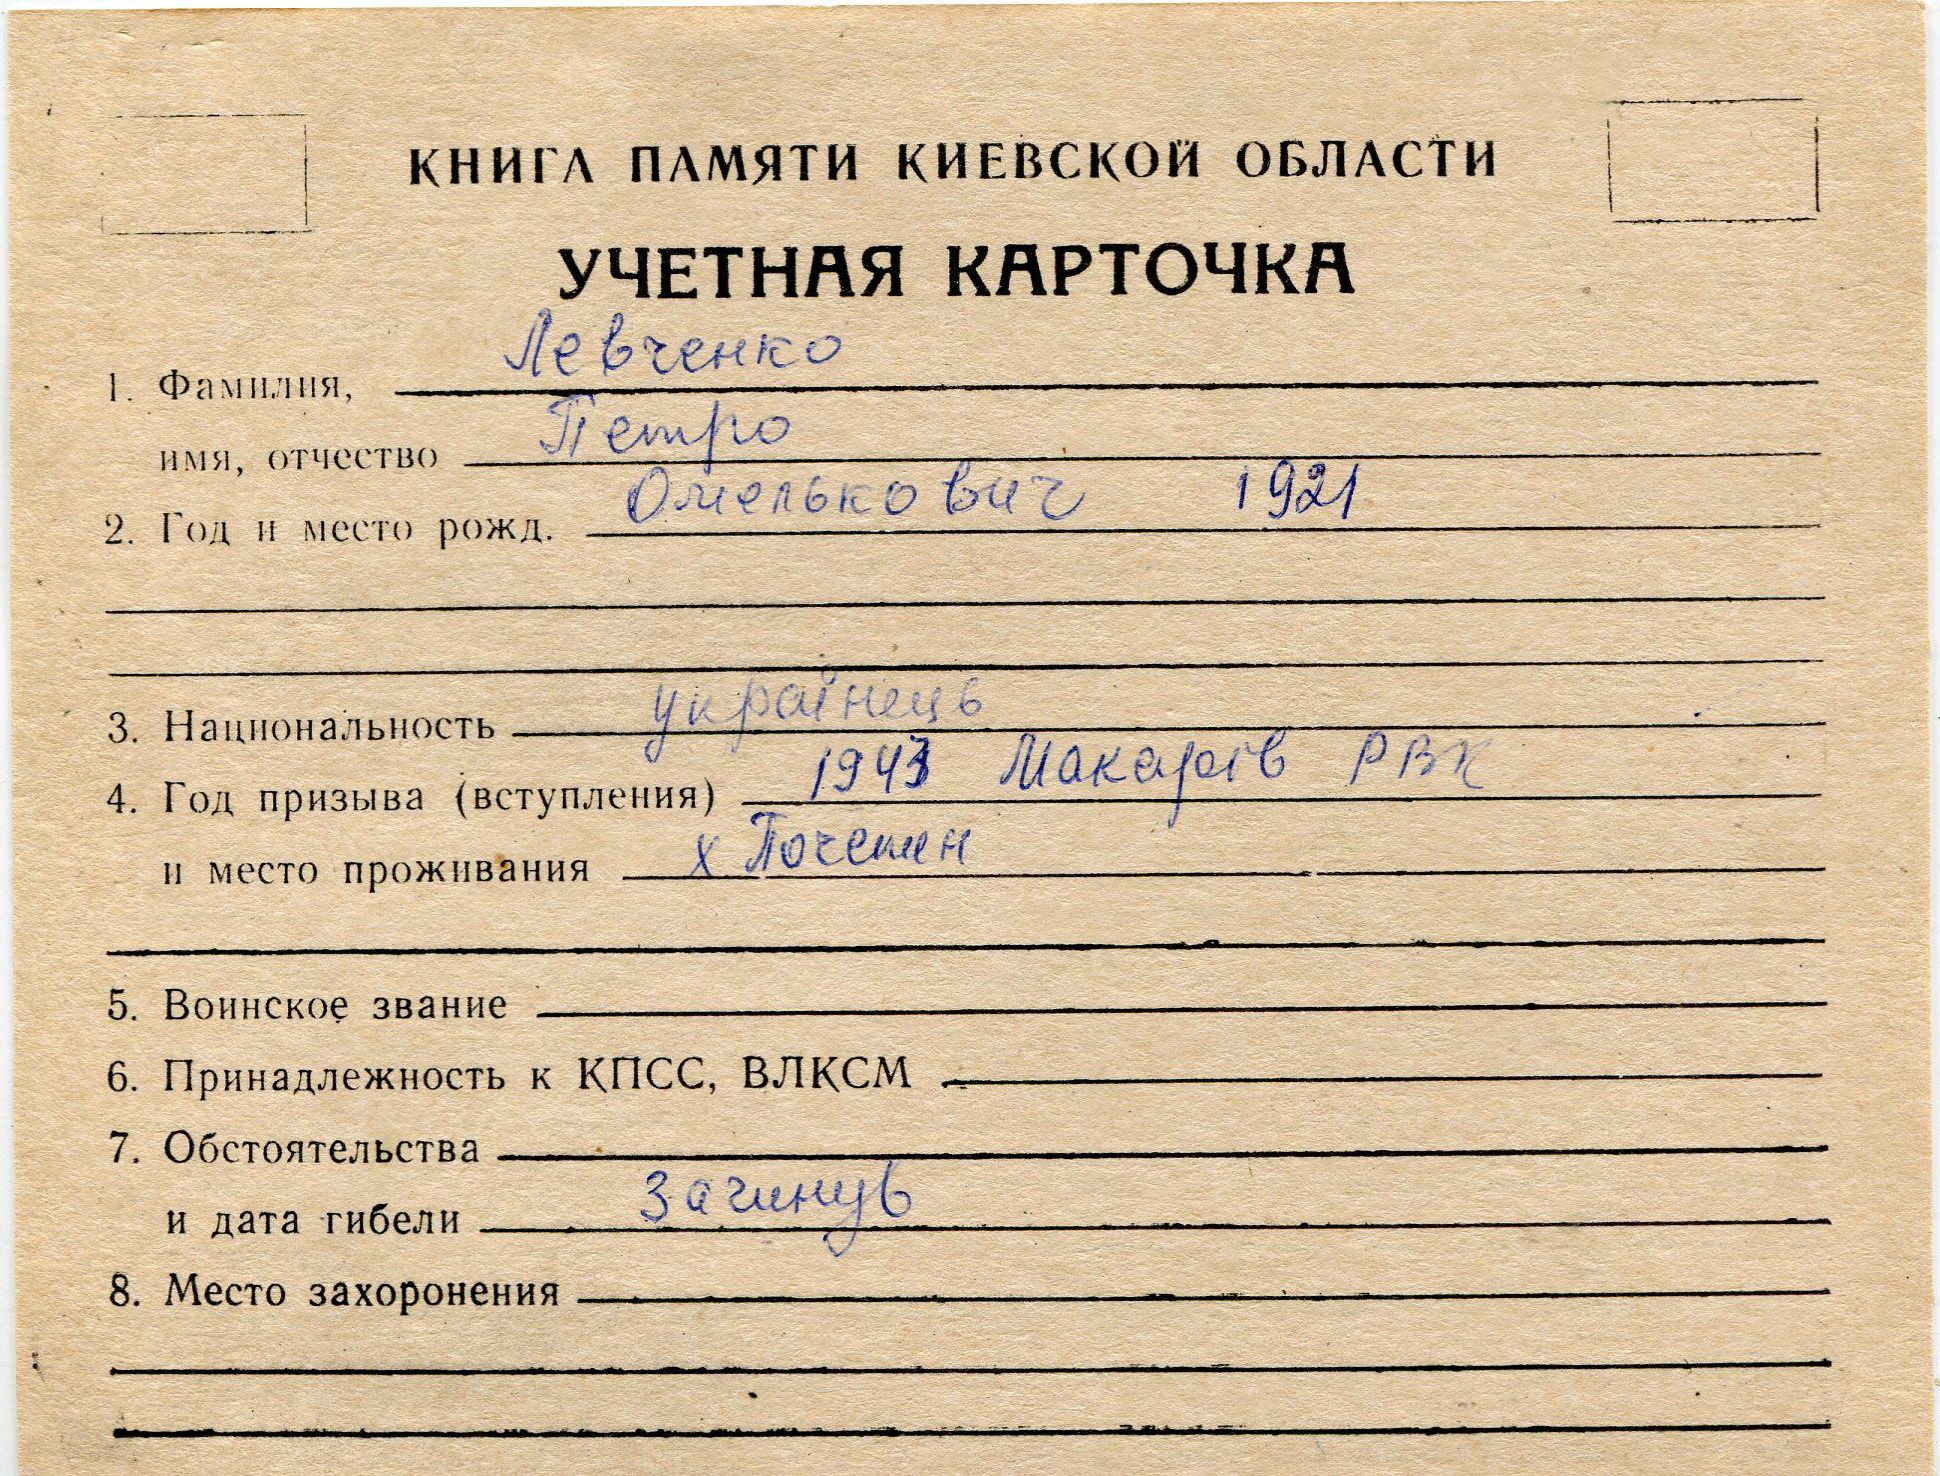 КНИГА ПАМЯТИ КИЕВСКОЙ ОБЛАСТИ
УЧЕТНАЯ КАРТОЧКА
Левченко
1. Фамилия,
Петро
имя, отчество
Омелькович 1921
2. Год и место рожд.
українець
3. Национальность
1943 Макарів РВК
4. Год призыва (вступления)
х Почепин
и место проживания
5. Воинское звание
6. Принадлежность к КПСС, ВЛКСМ
7. Обстоятельства
Загинув
и дата гибели
8. Место захоронения